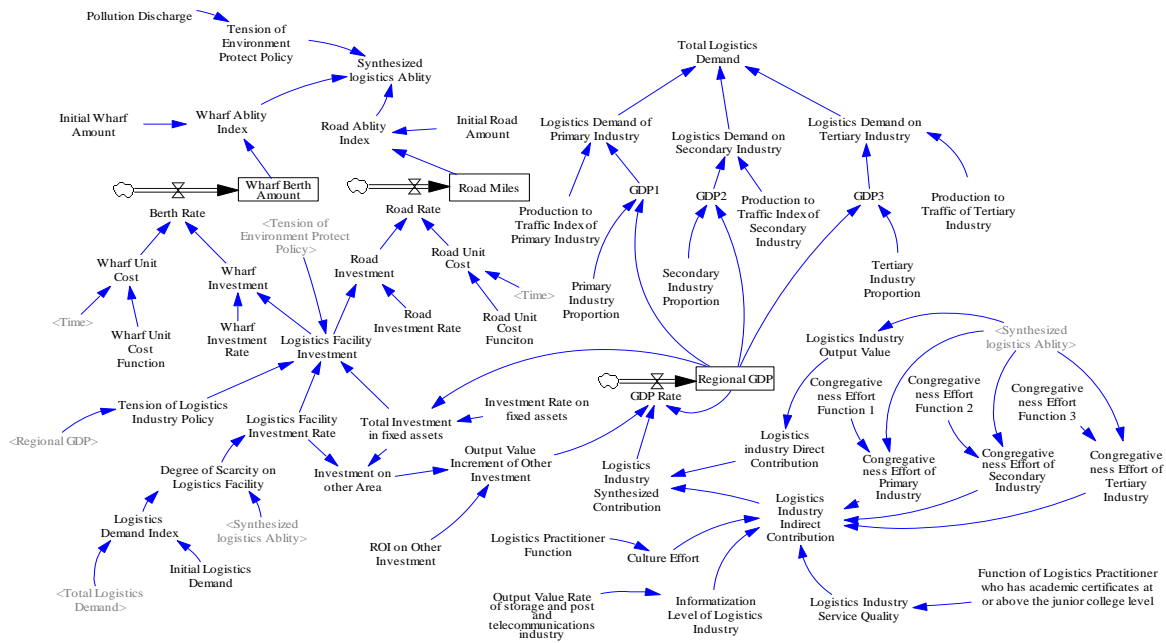 Pollution Discharge
Tension of
Environment
Protect Policy
Synthesized
logistics Ablity
Total Logistics
Demand
Initial Wharf
Amount
Wharf Ablity
Index
Road Ablity
Index
Initial Road
Amount
Logistics Demand of
Primary Industry
Logistics Demand on
Secondary Industry
Logistics Demand on
Tertiary Industry
Wharf Berth
Amount
Road Miles
Berth Rate
Road Rate
GDP1
GDP2
GDP3
Production to
Traffic Index of
Primary Industry
Production to
Traffic Index of
Secondary
Industry
Production to
Traffic of Tertiary
Industry
<Tension of
Environment Protect
Policy>
Wharf Unit
Cost
Wharf
Investment
Road
Investment
Road Unit
Cost
<Time>
Wharf Unit
Cost Function
Wharf
Investment
Rate
Road
Investment Rate
<Time>
Road Unit Cost
Funciton
Primary
Industry
Proportion
Secondary
Industry
Proportion
Tertiary
Industry
Proportion
Logistics Facility
Investment
Logistics Industry
Output Value
<Synthesized
logistics Ablity>
Regional GDP
GDP Rate
Congregative
ness Effort
Function 1
Congregative
ness Effort
Function 2
Congregative
ness Effort
Function 3
Tension of Logistics
Industry Policy
Logistics Facility
Investment Rate
Total Investment
in fixed assets
Investment Rate on
fixed assets
<Regional GDP>
Degree of Scarcity on
Logistics Facility
Investment on
other Area
Output Value
Increment of Other
Investment
Logistics
Industry
Synthesized
Contribution
Logistics
industry Direct
Contribution
Congregative
ness Effort of
Primary
Industry
Congregative
ness Effort of
Secondary
Industry
Congregative
ness Effort of
Tertiary
Industry
Logistics
Demand Index
<Synthesized
logistics Ablity>
ROI on Other
Investment
Logistics
Industry
Indirect
Contribution
Initial Logistics
Demand
<Total Logistics
Demand>
Logistics Practitioner
Function
Culture Effort
Output Value Rate
of storage and post
and
telecommunications
industry
Informatization
Level of Logistics
Industry
Logistics Industry
Service Quality
Function of Logistics Practitioner
who has academic certificates at
or above the junior college level